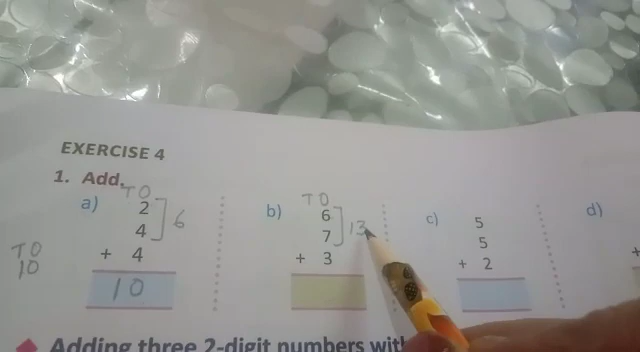 EXERCISE 4
1. Add.
a)
TO
2
4
] 6
+ 4
10
TO
10
b)
TO
6
7
] 13
+ 3
c)
5
5
+ 2
d)
+
Adding three 2-digit numbers wit